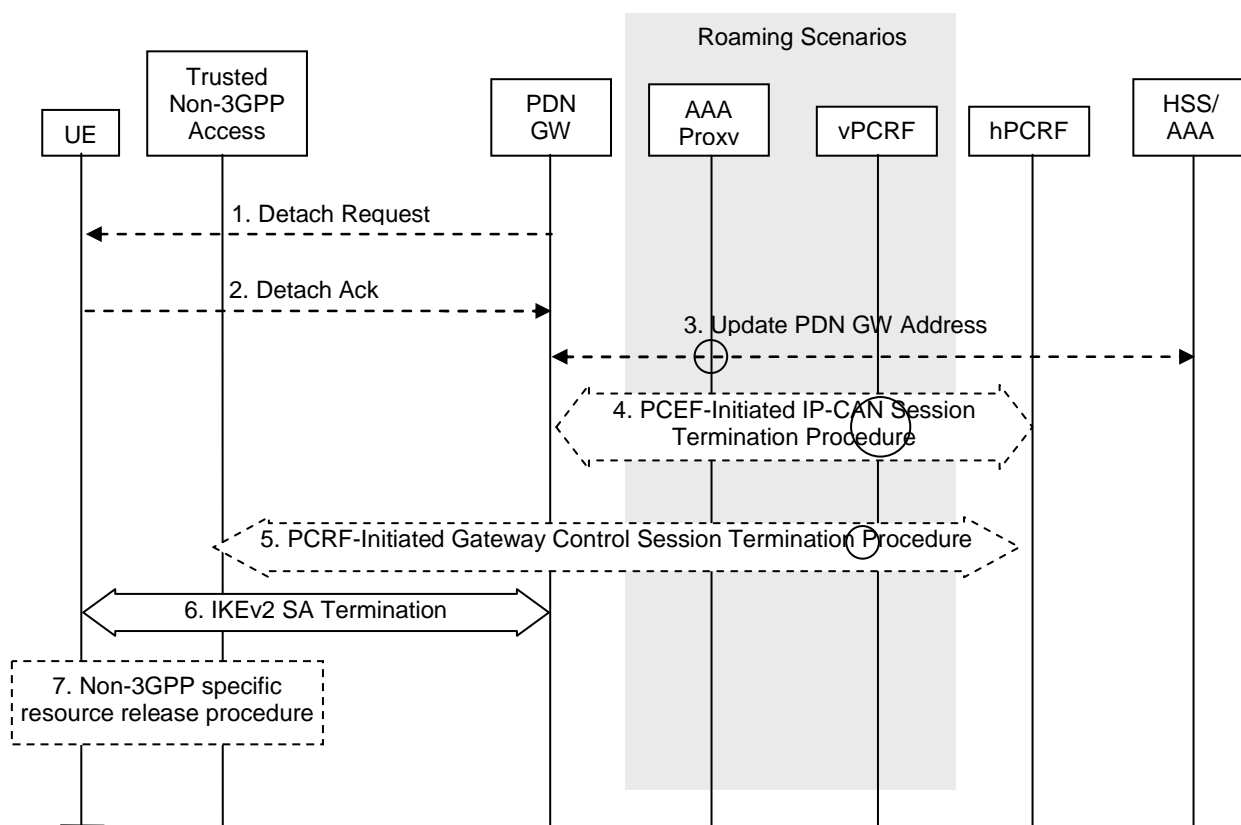 Roaming Scenarios
UE
Trusted
Non-3GPP
Access
PDN
GW
AAA
Proxv
vPCRF
hPCRF
HSS/
AAA
1. Detach Request
2. Detach Ack
3. Update PDN GW Address
4. PCEF-Initiated IP-CAN Session
Termination Procedure
5. PCRF-Initiated Gateway Control Session Termination Procedure
6. IKEv2 SA Termination
7. Non-3GPP specific
resource release procedure